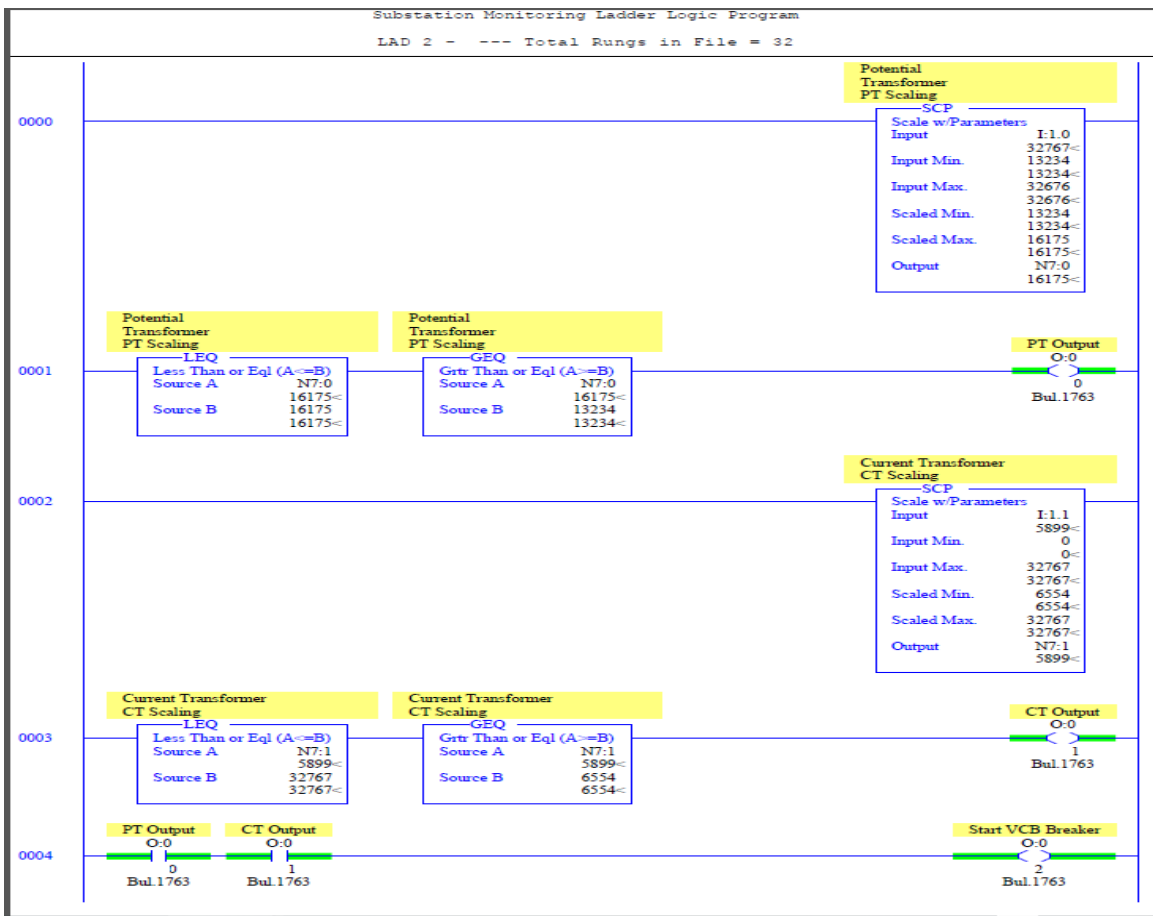 Substation Monitoring Ladder Logic Program
LAD 2 - --- Total Rungs in File = 32
Potential
Transformer
PT Scaling
SCP
0000
Scale w/Parameters
Input I:1.0
32767<
Input Min. 13234
13234<
Input Max. 32676
32676<
Scaled Min. 13234
13234<
Scaled Max. 16175
16175<
Output N7:0
16175<
Potential
Transformer
PT Scaling
LEQ
Less Than or Eql (A<=B)
Source A N7:0
16175<
Source B 16175
16175<
Potential
Transformer
PT Scaling
GEQ
Grtr Than or Eql (A>=B)
Source A N7:0
16175<
Source B 13234
13234<
PT Output
O:0
0001
0
Bul.1763
Current Transformer
CT Scaling
SCP
0002
Scale w/Parameters
Input I:1.1
5899<
Input Min. 0
0<
Input Max. 32767
32767<
Scaled Min. 6554
6554<
Scaled Max. 32767
32767<
Output N7:1
5899<
Current Transformer
CT Scaling
LEQ
Less Than or Eql (A<=B)
Source A N7:1
5899<
Source B 32767
32767<
Current Transformer
CT Scaling
GEQ
Grtr Than or Eql (A>=B)
Source A N7:1
5899<
Source B 6554
6554<
CT Output
O:0
0003
1
Bul.1763
PT Output CT Output Start VCB Breaker
O:0 O:0 O:0
0004
0 1 2
Bul.1763 Bul.1763 Bul.1763